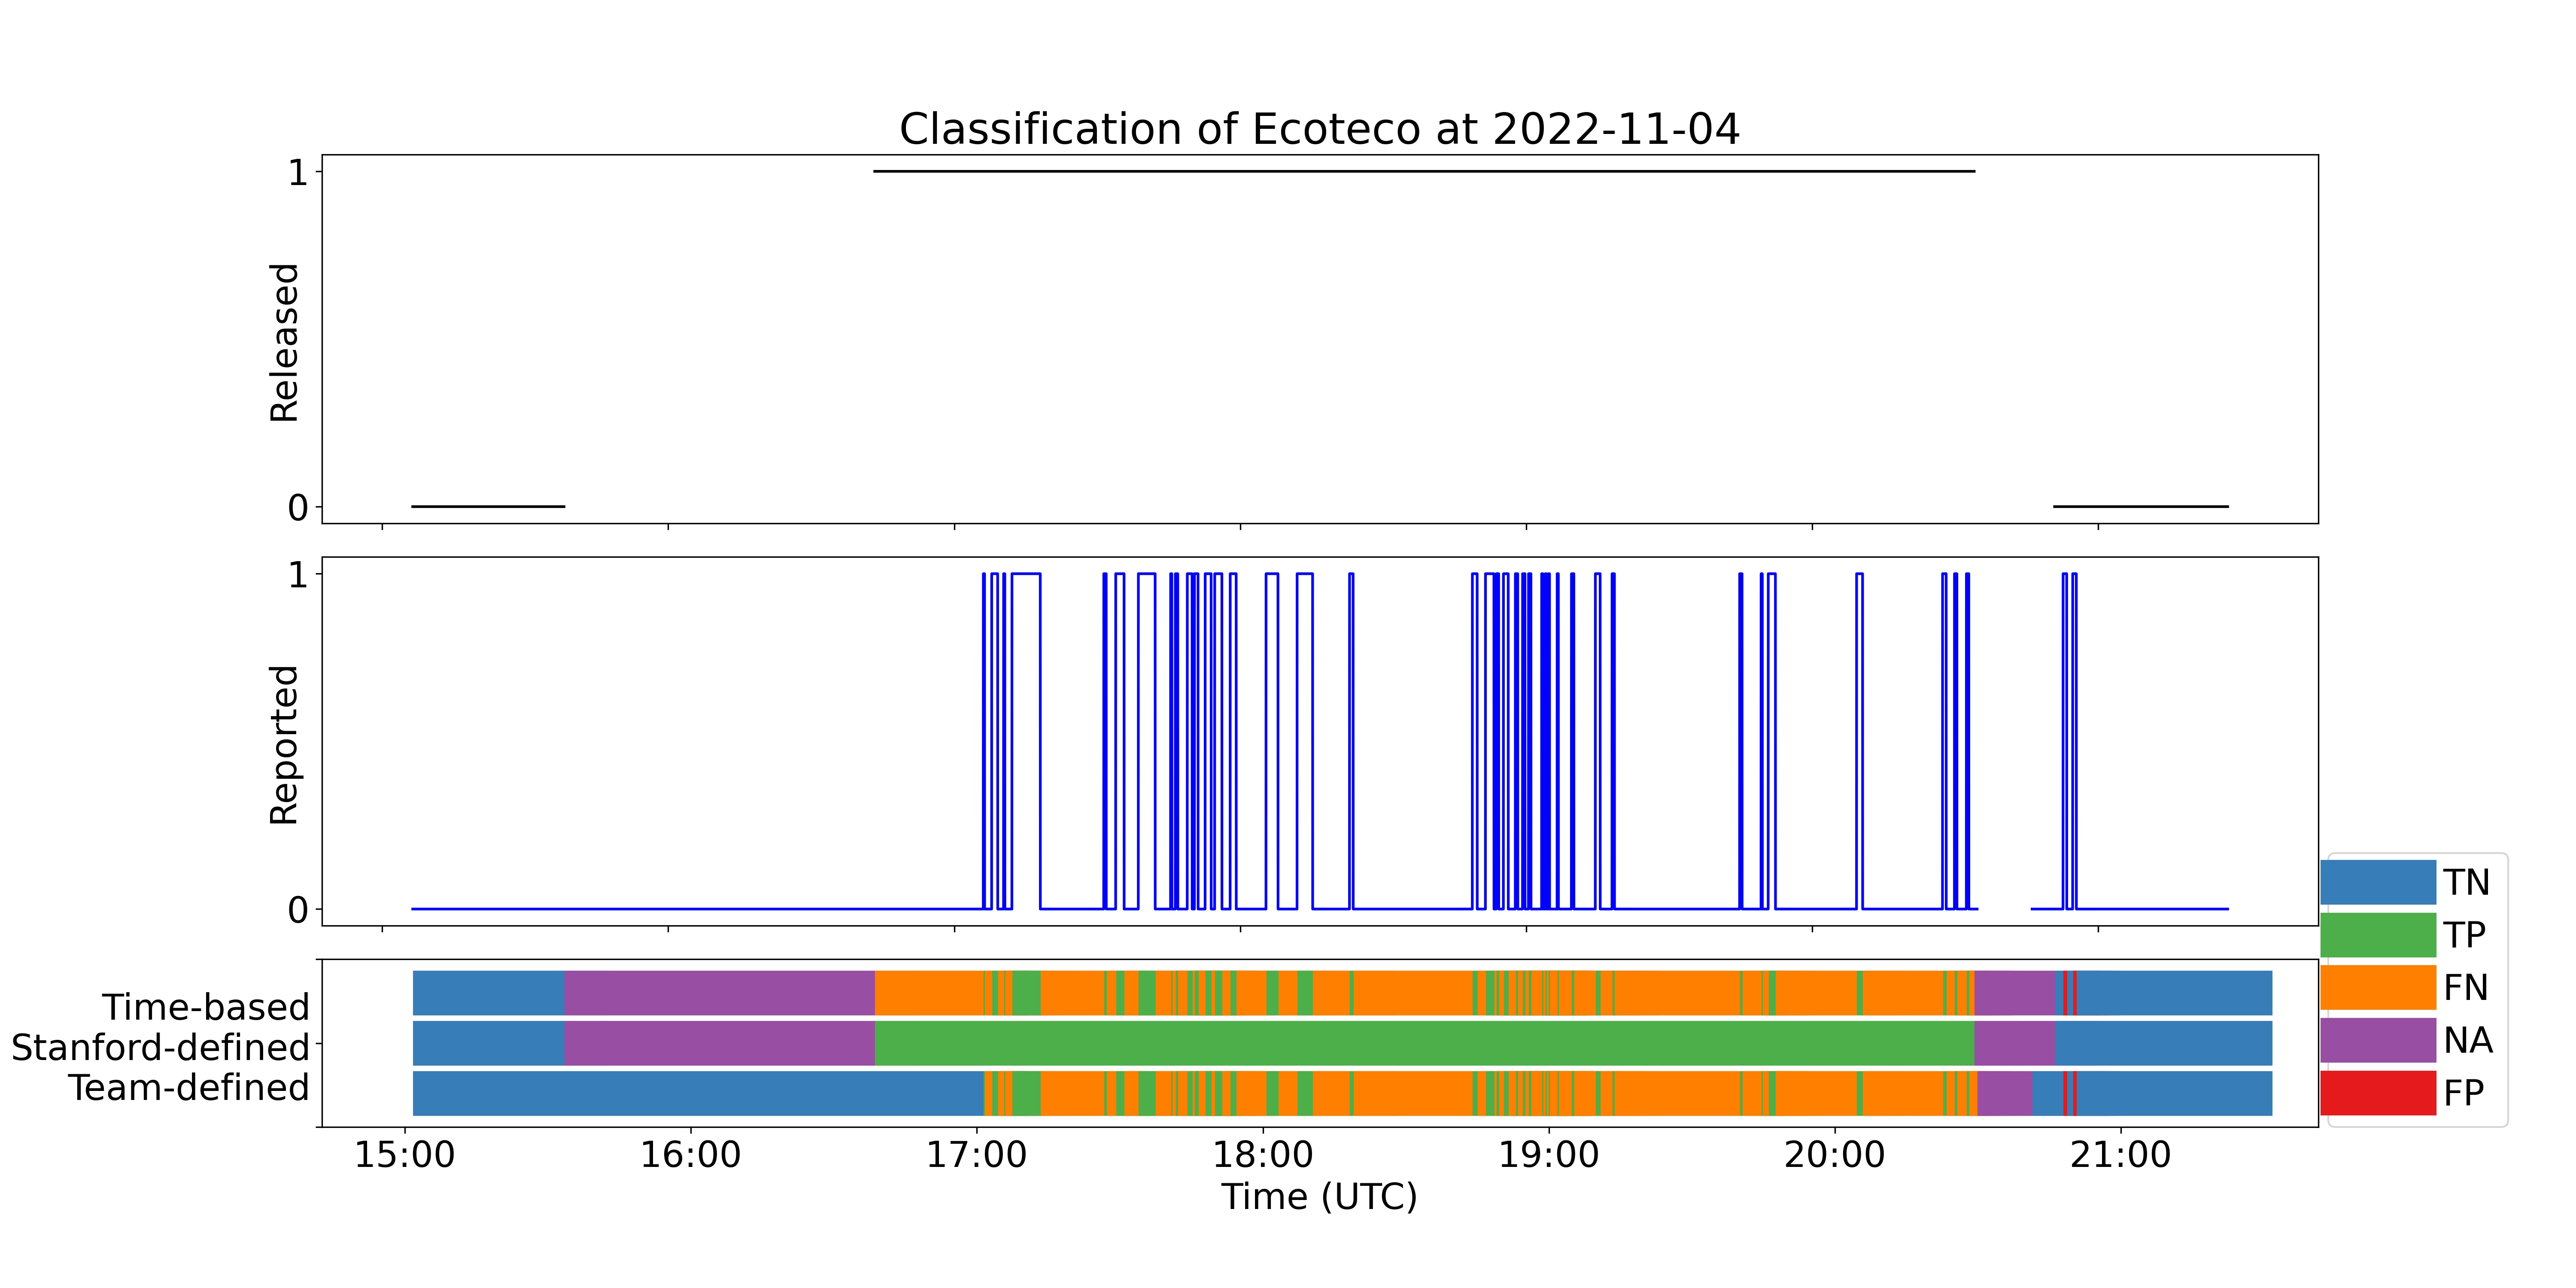 Classification of Ecoteco at 2022-11-04
1
Released
0
1
Reported
0
TN
TP
FN
NA
FP
Time-based
Stanford-defined
Team-defined
15:00 16:00 17:00 18:00 19:00 20:00 21:00
Time (UTC)